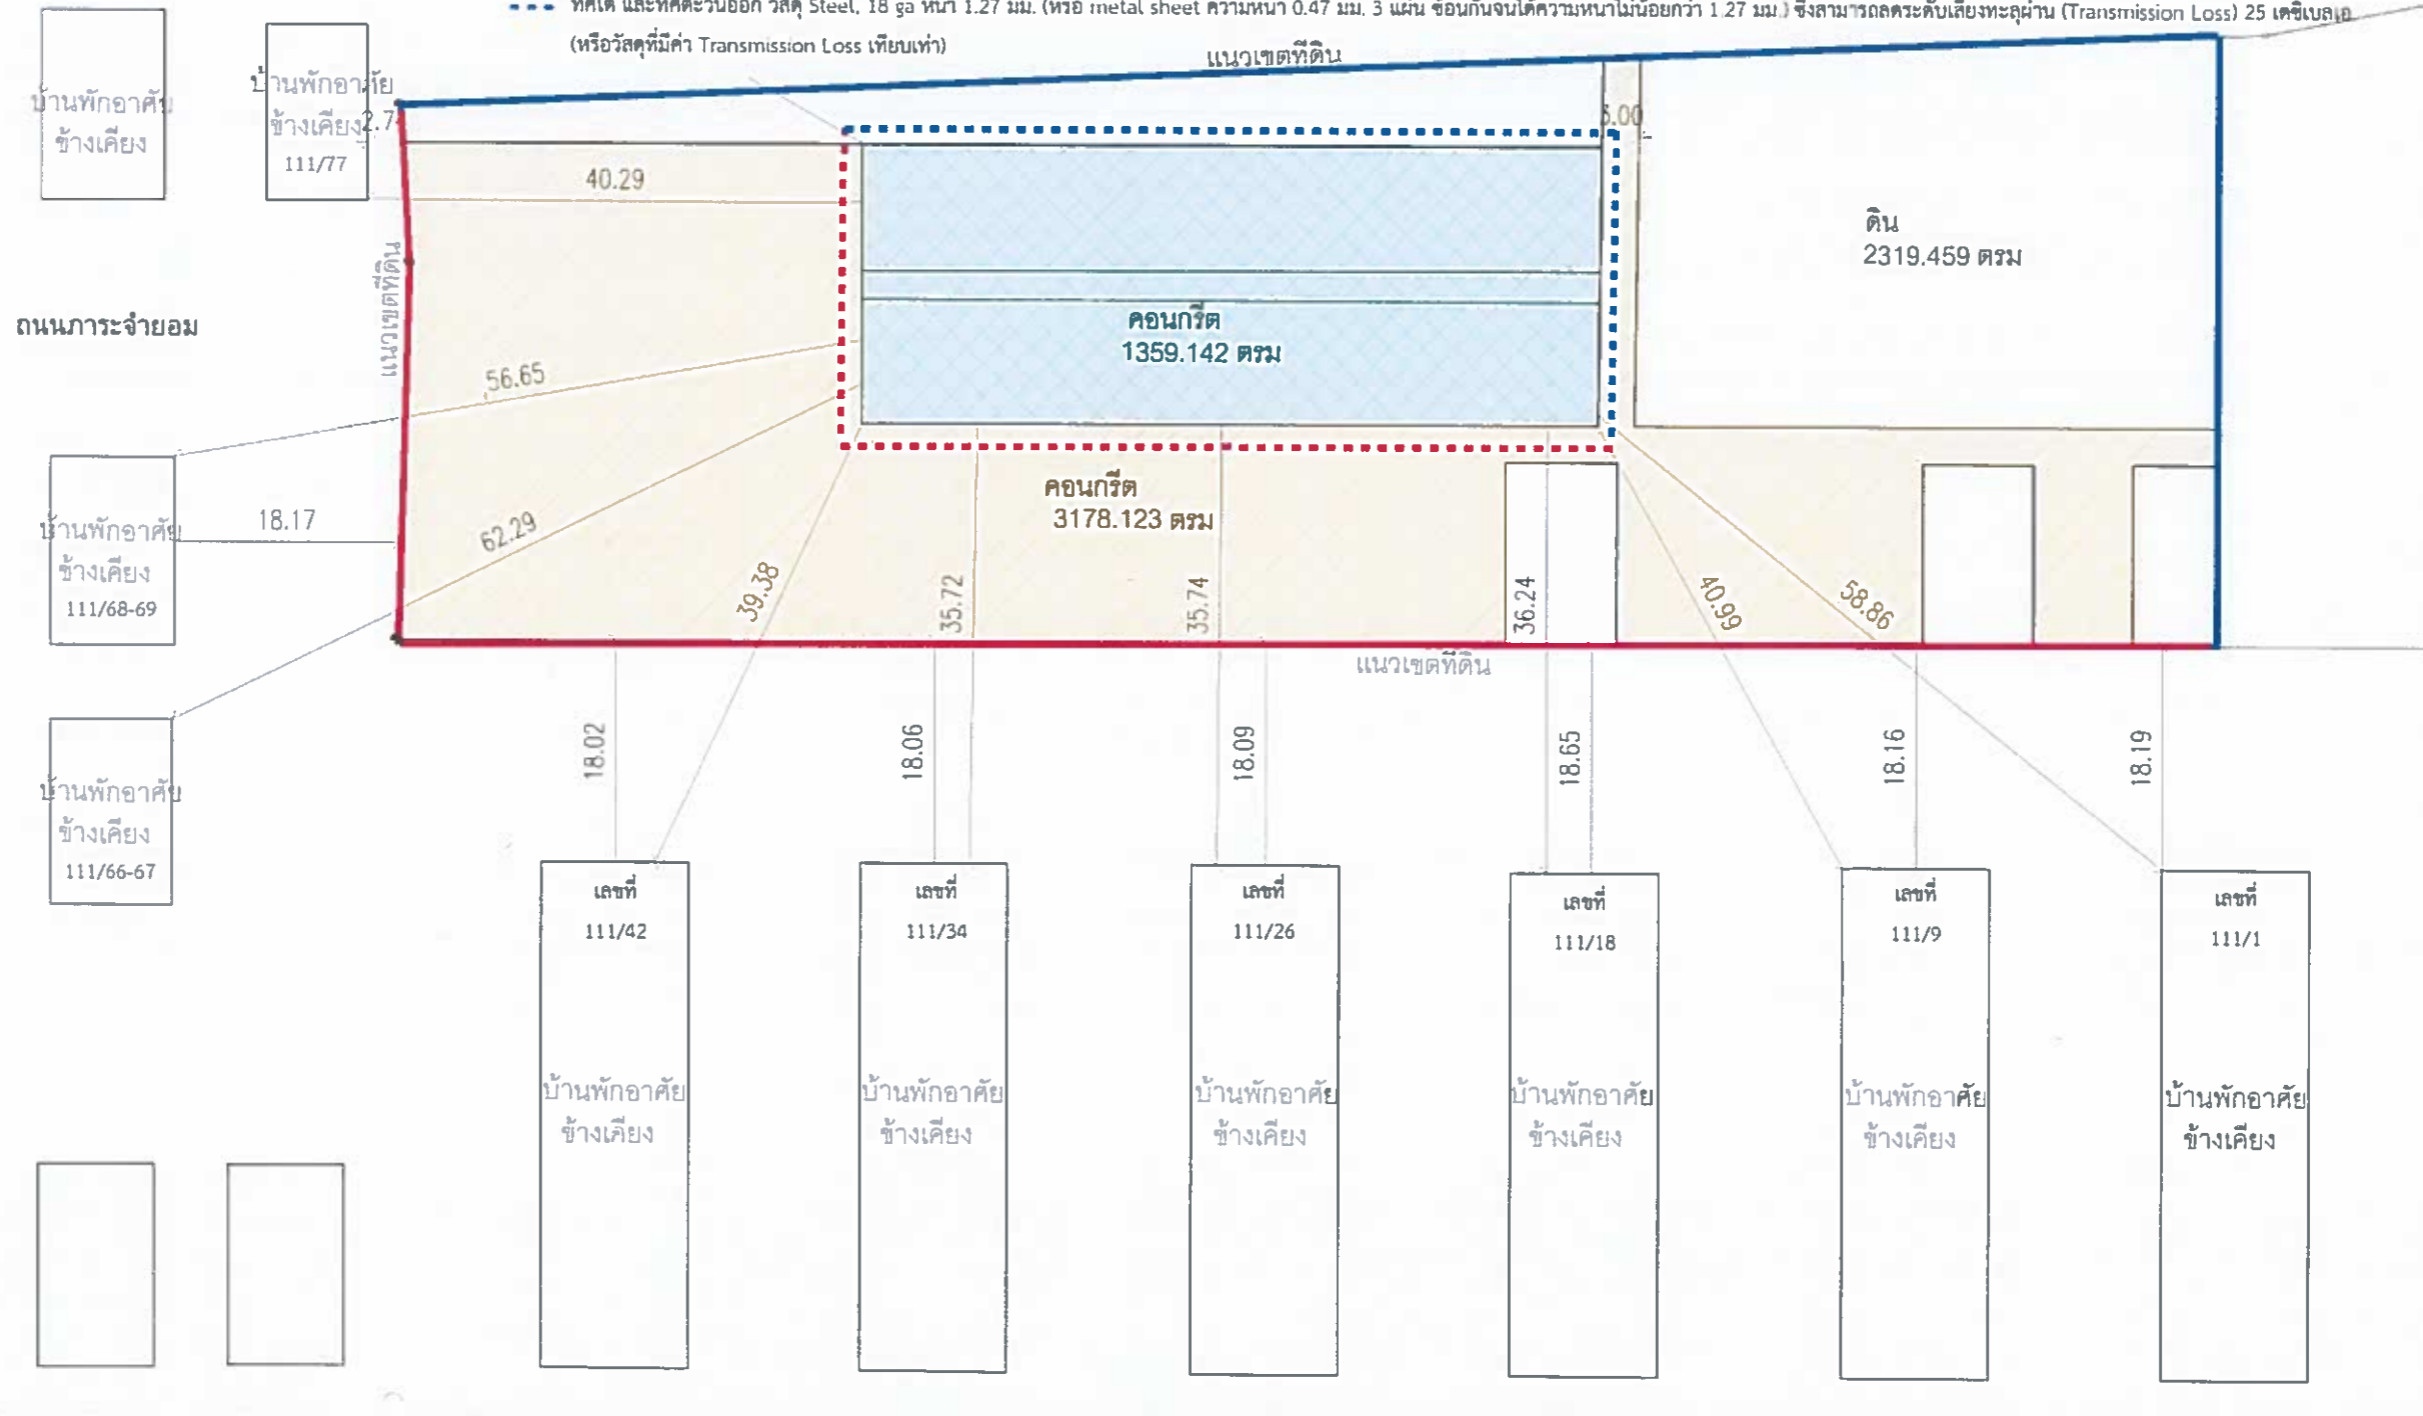 ทิศใต้ และทิศตะวันออก วัสดุ Steel, 18 ga หนา 1.27 มม. (หรือ metal sheet ความหนา 0.47 มม. 3 แผ่น ซ้อนกันจนได้ความหนาไม่น้อยกว่า 1.27 มม.) ซึ่งสามารถลดระดับเสียงทะลุผ่าน (Transmission Loss) 25 เดซิเบลเอ
(หรือวัสดุที่มีค่า Transmission Loss เทียบเท่า)
แนวเขตที่ดิน
บ้านพักอาศัย
ข้างเคียง
บ้านพักอาศัย
ข้างเคียง
111/77
40.29
ดิน
2319.459 ตรม
แนวเขตที่ดิน
ถนนภาระจำยอม
คอนกรีต
1359.142 ตรม
56.65
คอนกรีต
3178.123 ตรม
บ้านพักอาศัย
ข้างเคียง
111/68-69
18.17
62.29
39.38
35.72
35.74
36.24
40.99
58.86
แนวเขตที่ดิน
บ้านพักอาศัย
ข้างเคียง
111/66-67
18.02
18.06
18.09
18.65
18.16
18.19
เลขที่
111/42
บ้านพักอาศัย
ข้างเคียง
เลขที่
111/34
บ้านพักอาศัย
ข้างเคียง
เลขที่
111/26
บ้านพักอาศัย
ข้างเคียง
เลขที่
111/18
บ้านพักอาศัย
ข้างเคียง
เลขที่
111/9
บ้านพักอาศัย
ข้างเคียง
เลขที่
111/1
บ้านพักอาศัย
ข้างเคียง